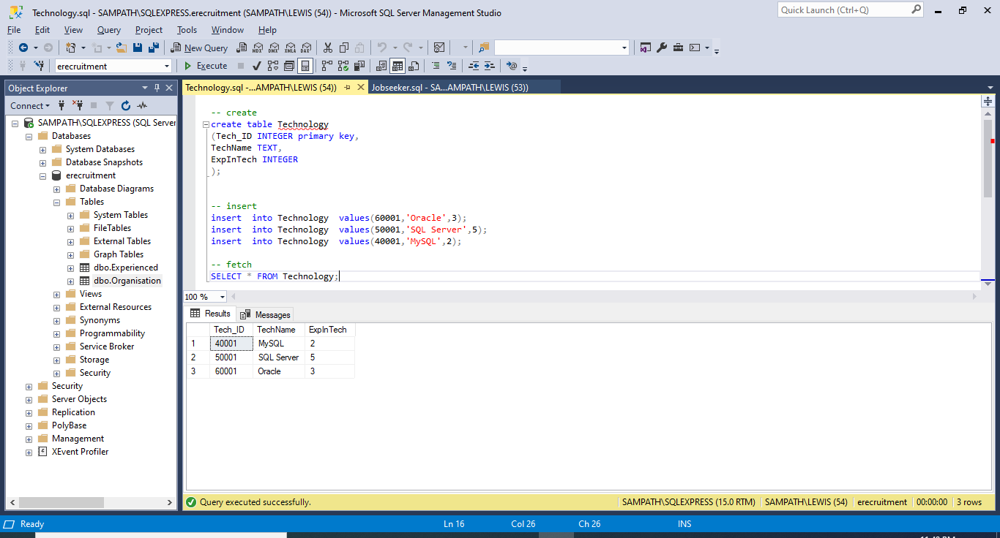 Technology.sql - SAMPATH\SQLEXPRESS.erecruitment (SAMPATH\LEWIS (54)) - Microsoft SQL Server Management Studio
Quick Launch (Ctrl+Q)
File Edit View Query Project Tools Window Help
New Query MDX DMX XMLA DAX
erecruitment Execute
Object Explorer
Connect
SAMPATH\SQLEXPRESS (SQL Server
Databases
System Databases
Database Snapshots
erecruitment
Database Diagrams
Tables
System Tables
FileTables
External Tables
Graph Tables
dbo.Experienced
dbo.Organisation
Views
External Resources
Synonyms
Programmability
Service Broker
Storage
Security
Security
Server Objects
Replication
PolyBase
Management
XEvent Profiler
Technology.sql -...AMPATH\LEWIS (54)) Jobseeker.sql - SA...AMPATH\LEWIS (53))
-- create
create table Technology
(Tech_ID INTEGER primary key,
TechName TEXT,
ExpInTech INTEGER
);
-- insert
insert  into Technology  values(60001,'Oracle',3);
insert  into Technology  values(50001,'SQL Server',5);
insert  into Technology  values(40001,'MySQL',2);
-- fetch
SELECT * FROM Technology;
100 %
Results Messages
Tech_ID TechName ExpInTech
1 40001 MySQL 2
2 50001 SQL Server 5
3 60001 Oracle 3
Query executed successfully. SAMPATH\SQLEXPRESS (15.0 RTM) SAMPATH\LEWIS (54) erecruitment 00:00:00 3 rows
Ready Ln 16 Col 26 Ch 26 INS